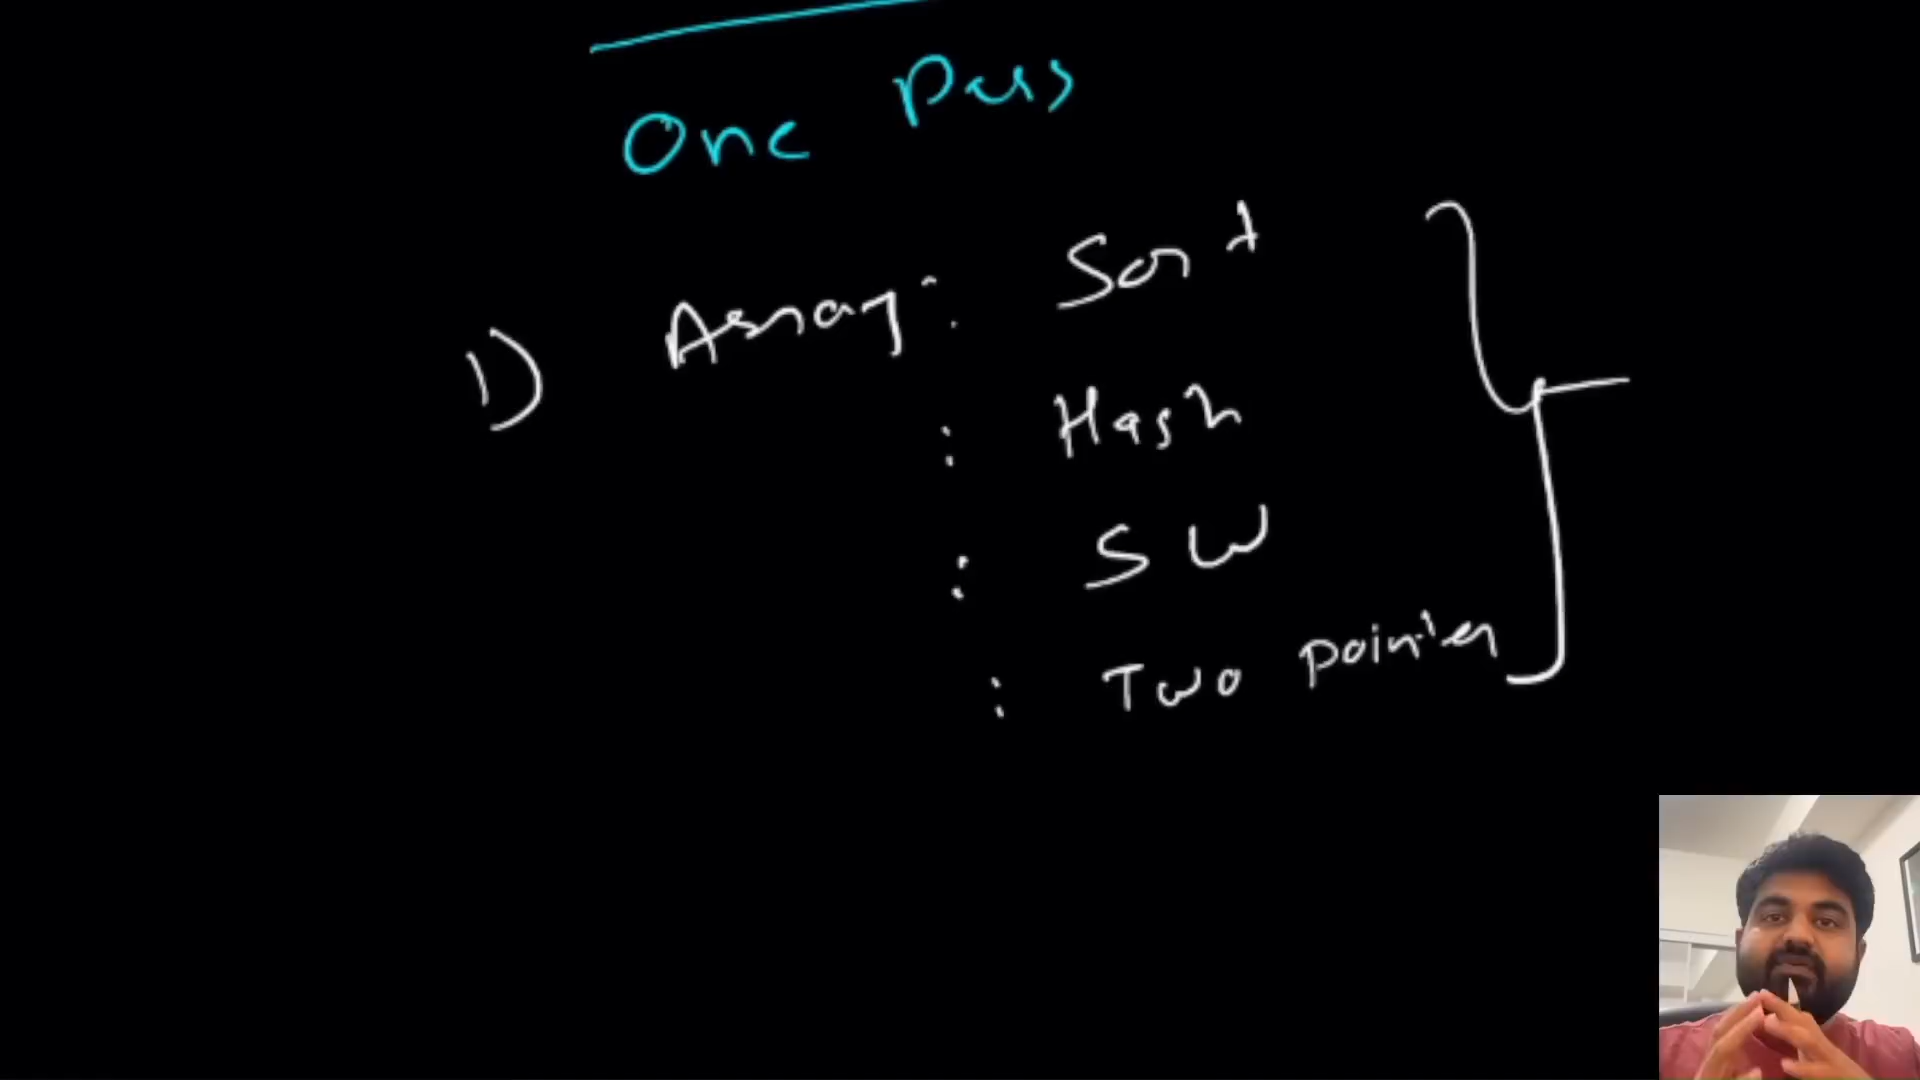 One Pass
1) Array: Sort
: Hash
: SW
: Two pointer